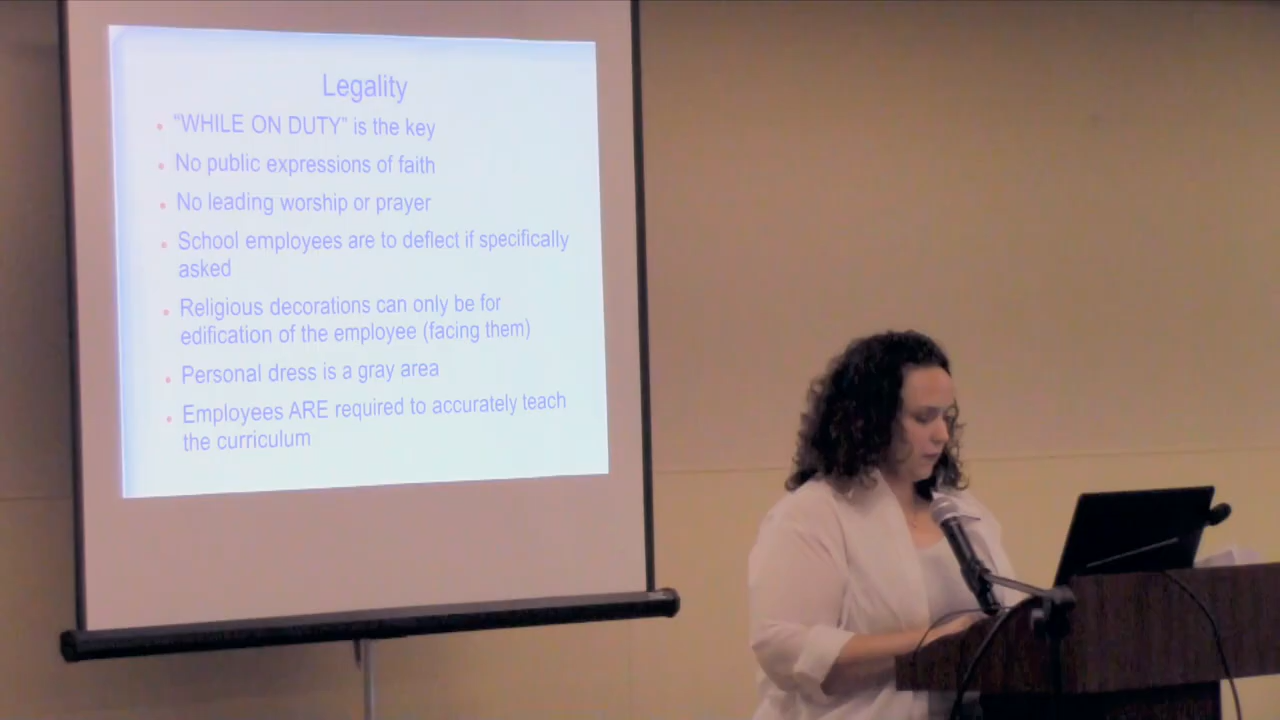 Legality
• “WHILE ON DUTY” is the key
• No public expressions of faith
• No leading worship or prayer
• School employees are to deflect if specifically
asked
• Religious decorations can only be for
edification of the employee (facing them)
• Personal dress is a gray area
• Employees ARE required to accurately teach
the curriculum